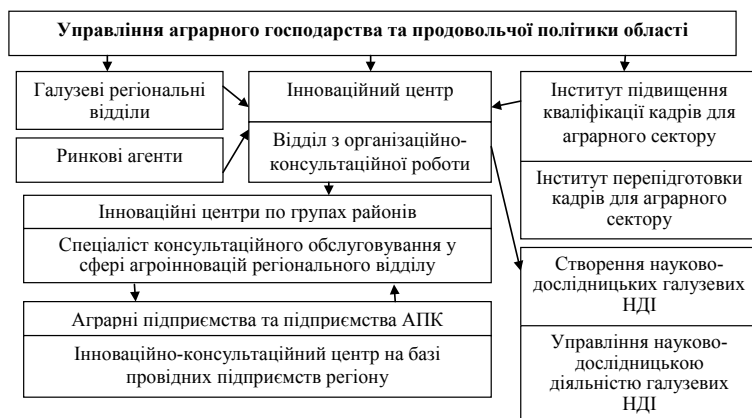 Управління аграрного господарства та продовольчої політики області
Галузеві регіональні
відділи
Ринкові агенти
Інноваційний центр
Відділ з організаційно-
консультаційної роботи
Інститут підвищення
кваліфікації кадрів для
аграрного сектору
Інститут перепідготовки
кадрів для аграрного
сектору
Інноваційні центри по групах районів
Спеціаліст консультаційного обслуговування у
сфері агроінновацій регіонального відділу
Аграрні підприємства та підприємства АПК
Інноваційно-консультаційний центр на базі
провідних підприємств регіону
Створення науково-
дослідницьких галузевих
НДІ
Управління науково-
дослідницькою
діяльністю галузевих
НДІ